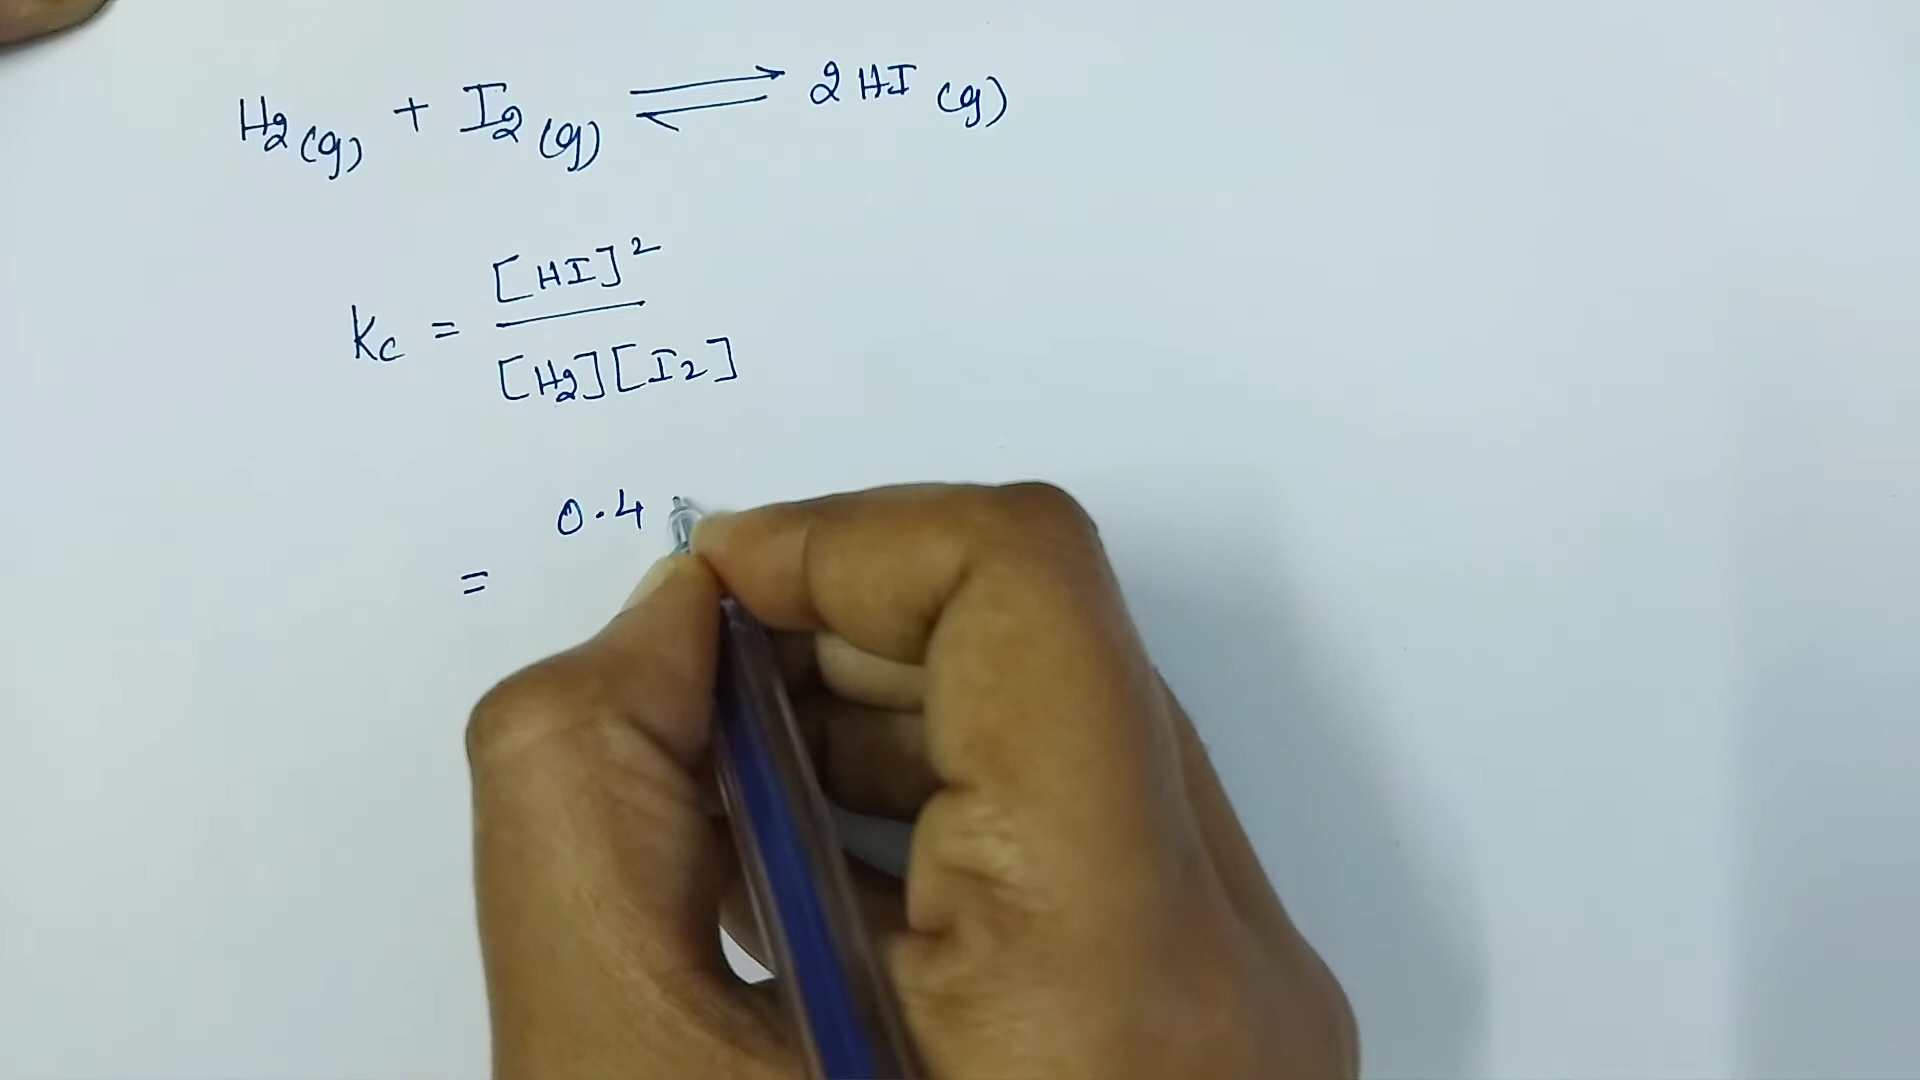 H2(g) + I2(g) ⇌ 2HI(g)
[HI]²
Kc = 
[H2][I2]
0.4
=